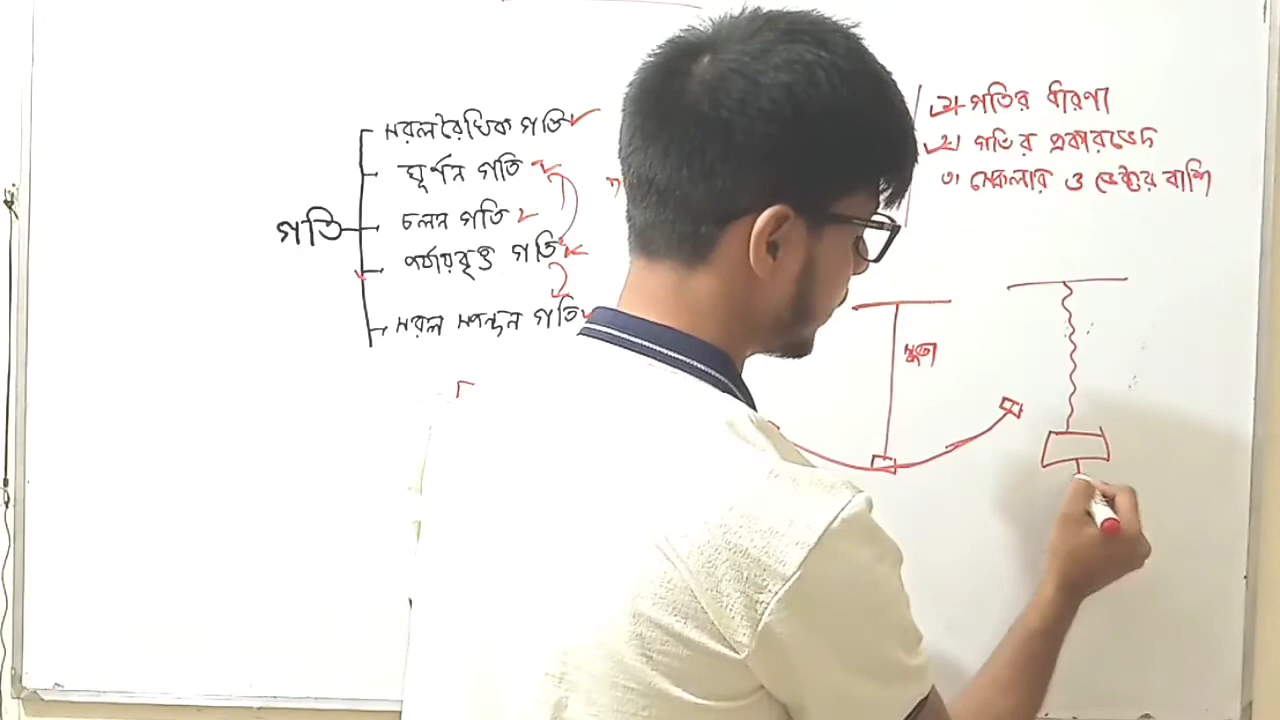 সরলরৈখিক গতি
ঘূর্ণন গতি
চলন গতি
গতি
পর্যায়বৃত্ত গতি
সরল স্পন্দন গতি
১। গতির ধারণা
২। গতির প্রকারভেদ
৩। স্কেলার ও ভেক্টর রাশি
সুতা